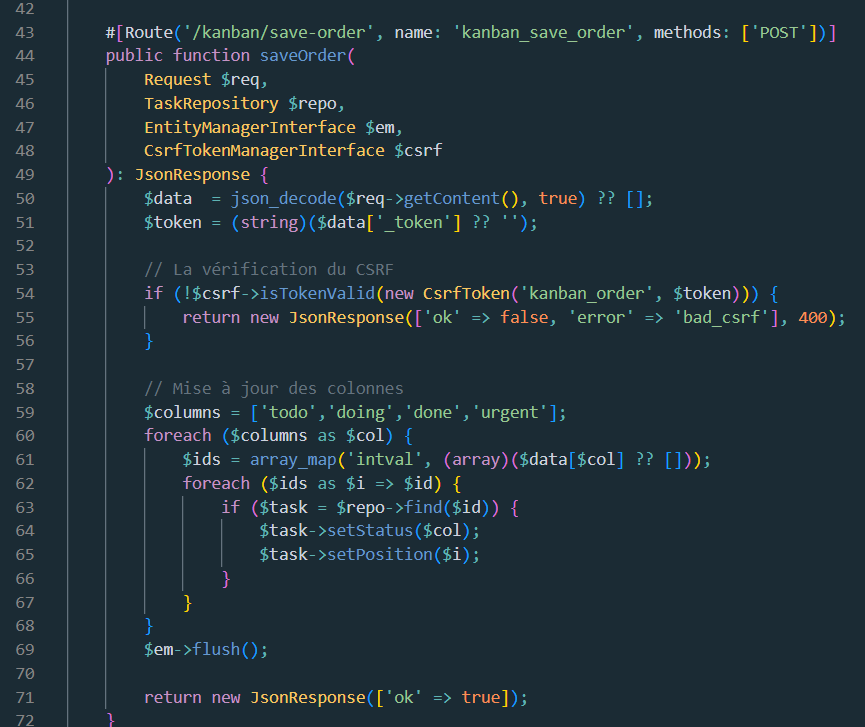 42
43 #[Route('/kanban/save-order', name: 'kanban_save_order', methods: ['POST'])]
44 public function saveOrder(
45 Request $req,
46 TaskRepository $repo,
47 EntityManagerInterface $em,
48 CsrfTokenManagerInterface $csrf
49 ): JsonResponse {
50 $data  = json_decode($req->getContent(), true) ?? [];
51 $token = (string)($data['_token'] ?? '');
52
53 // La vérification du CSRF
54 if (!$csrf->isTokenValid(new CsrfToken('kanban_order', $token))) {
55 return new JsonResponse(['ok' => false, 'error' => 'bad_csrf'], 400);
56 }
57
58 // Mise à jour des colonnes
59 $columns = ['todo','doing','done','urgent'];
60 foreach ($columns as $col) {
61 $ids = array_map('intval', (array)($data[$col] ?? []));
62 foreach ($ids as $i => $id) {
63 if ($task = $repo->find($id)) {
64 $task->setStatus($col);
65 $task->setPosition($i);
66 }
67 }
68 }
69 $em->flush();
70
71 return new JsonResponse(['ok' => true]);
72 }